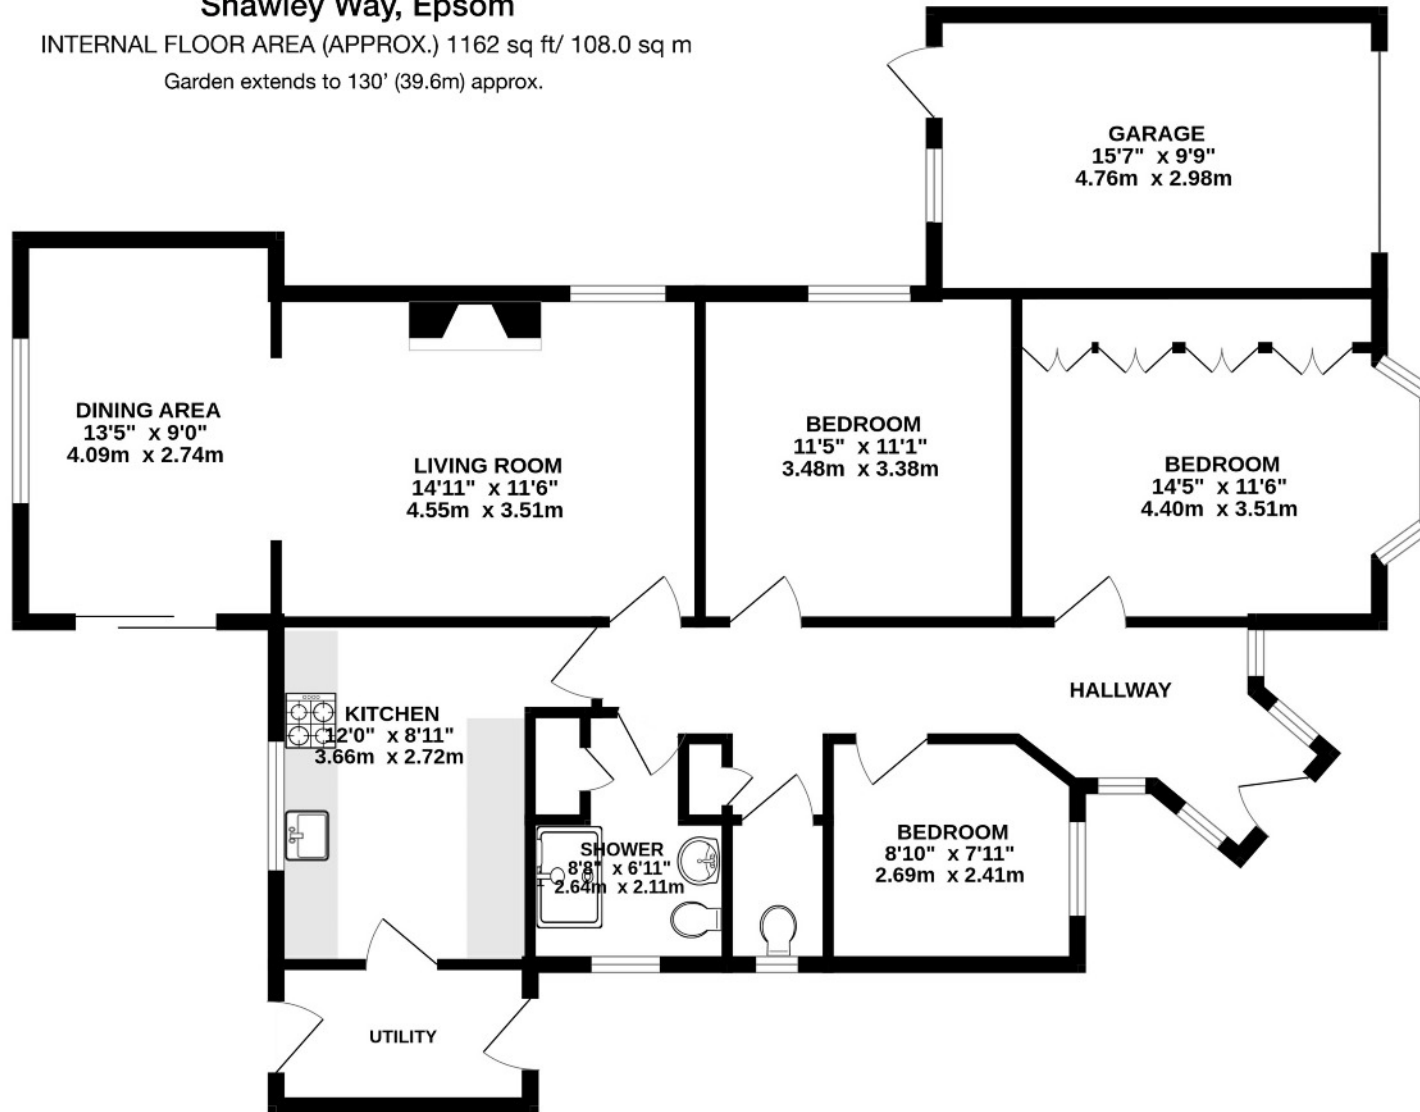 Shawley Way, Epsom
INTERNAL FLOOR AREA (APPROX.) 1162 sq ft/ 108.0 sq m
Garden extends to 130' (39.6m) approx.
GARAGE
15'7" x 9'9"
4.76m x 2.98m
DINING AREA
13'5" x 9'0"
4.09m x 2.74m
LIVING ROOM
14'11" x 11'6"
4.55m x 3.51m
BEDROOM
11'5" x 11'1"
3.48m x 3.38m
BEDROOM
14'5" x 11'6"
4.40m x 3.51m
HALLWAY
KITCHEN
12'0" x 8'11"
3.66m x 2.72m
SHOWER
8'8" x 6'11"
2.64m x 2.11m
BEDROOM
8'10" x 7'11"
2.69m x 2.41m
UTILITY